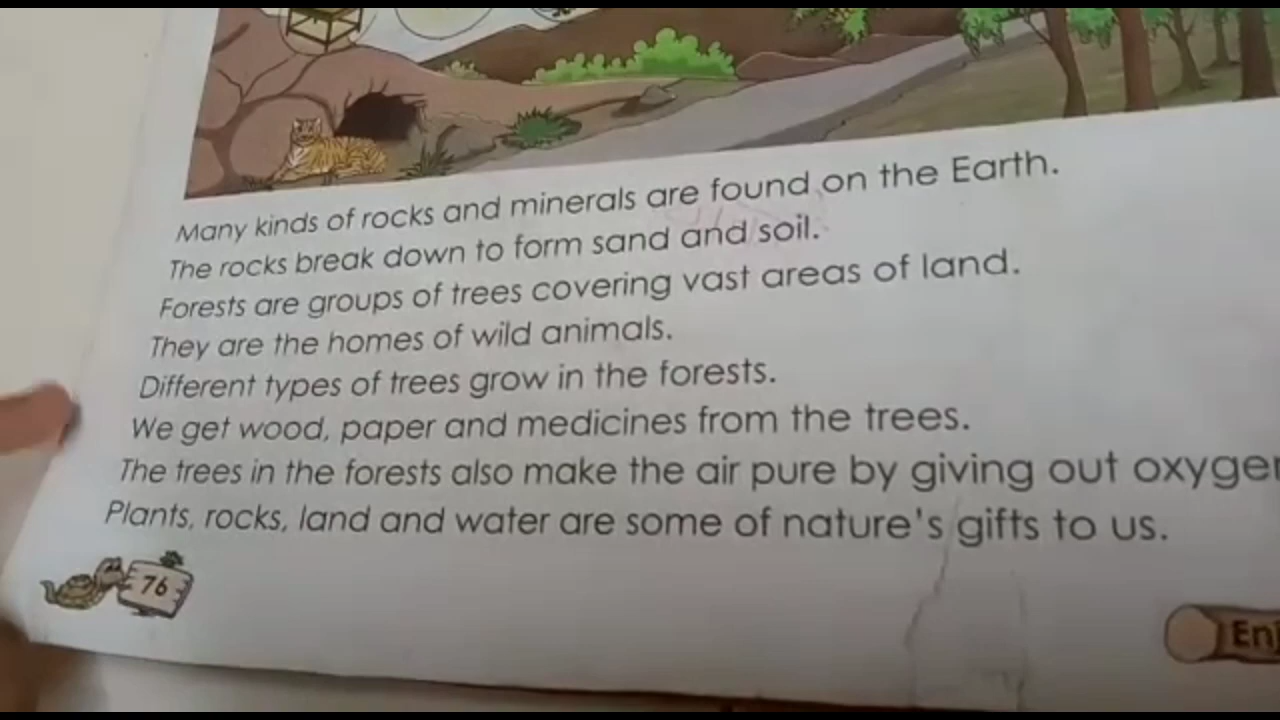 Many kinds of rocks and minerals are found on the Earth.
The rocks break down to form sand and soil.
Forests are groups of trees covering vast areas of land.
They are the homes of wild animals.
Different types of trees grow in the forests.
We get wood, paper and medicines from the trees.
The trees in the forests also make the air pure by giving out oxyge
Plants, rocks, land and water are some of nature's gifts to us.
76